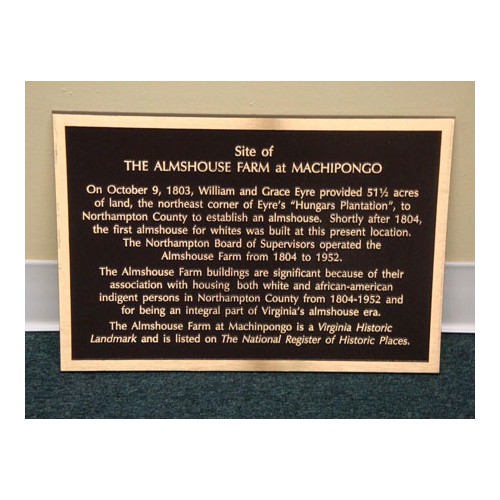 Site of
THE ALMSHOUSE FARM at MACHIPONGO
On October 9, 1803, William and Grace Eyre provided 51½ acres
of land, the northeast corner of Eyre's "Hungars Plantation", to
Northampton County to establish an almshouse. Shortly after 1804,
the first almshouse for whites was built at this present location.
The Northampton Board of Supervisors operated the
Almshouse Farm from 1804 to 1952.
The Almshouse Farm buildings are significant because of their
association with housing both white and african-american
indigent persons in Northampton County from 1804-1952 and
for being an integral part of Virginia's almshouse era.
The Almshouse Farm at Machinpongo is a Virginia Historic
Landmark and is listed on The National Register of Historic Places.